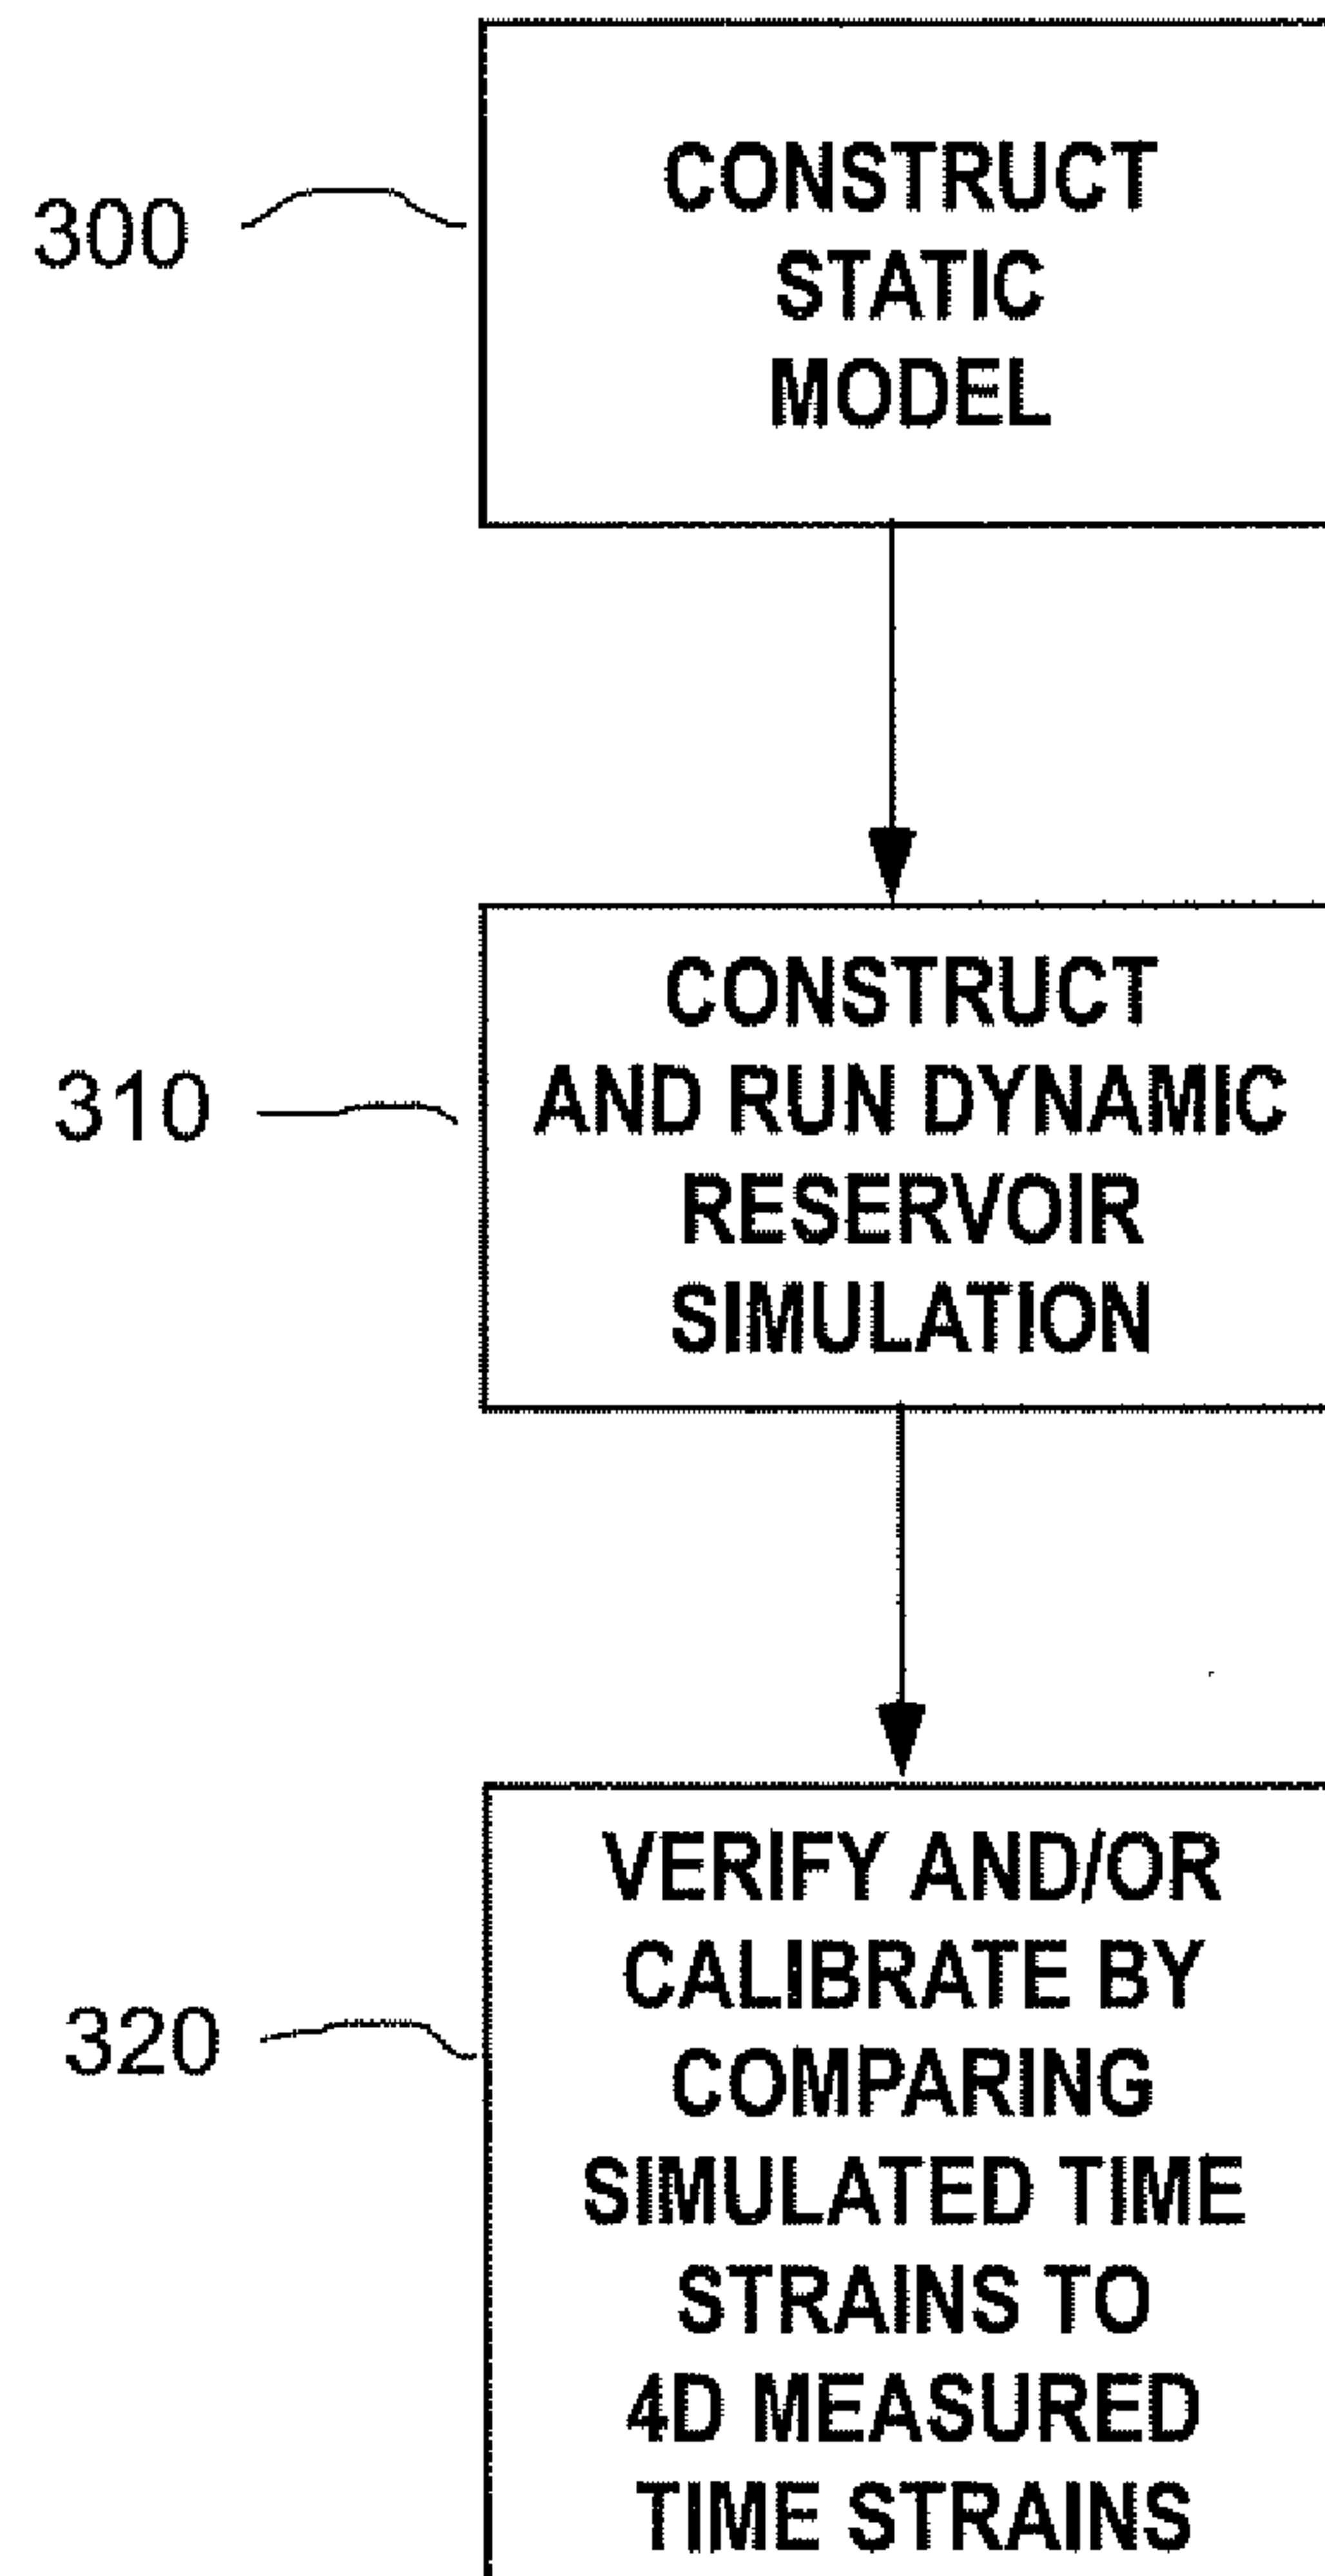 300
CONSTRUCT
STATIC
MODEL
310
CONSTRUCT
AND RUN DYNAMIC
RESERVOIR
SIMULATION
320
VERIFY AND/OR
CALIBRATE BY
COMPARING
SIMULATED TIME
STRAINS TO
4D MEASURED
TIME STRAINS